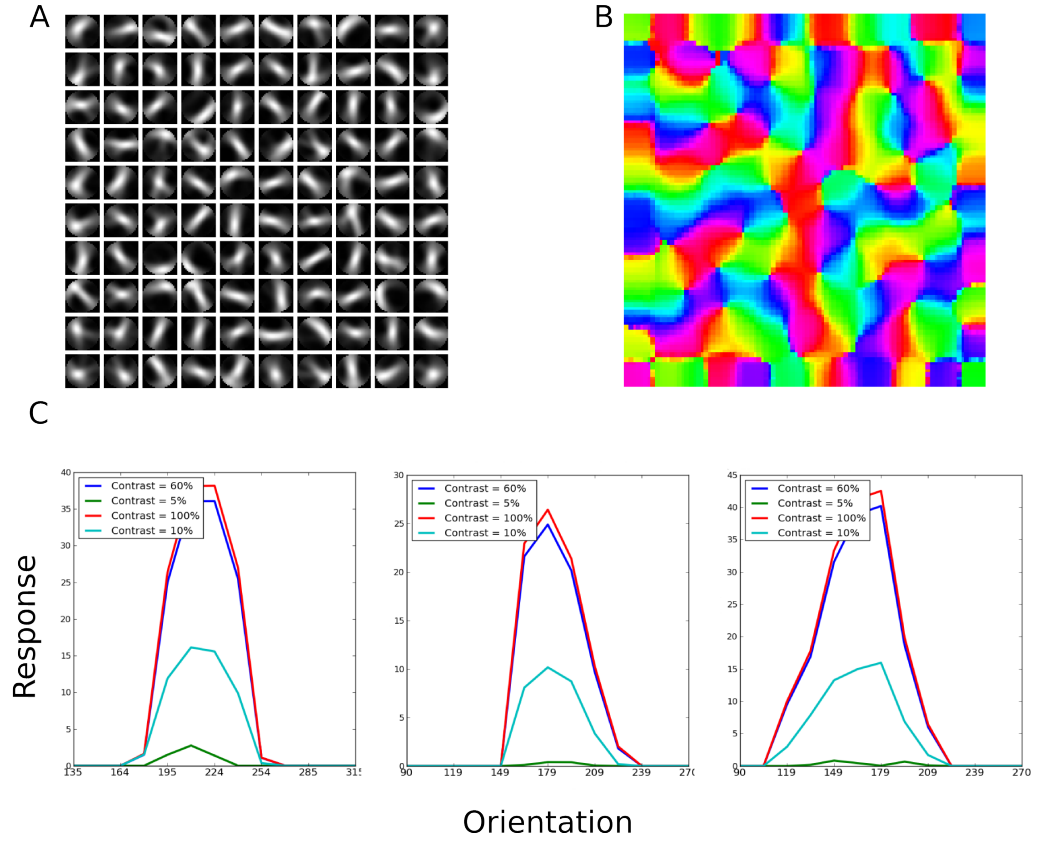 A
B
C
Response
40
35
30
25
20
15
10
5
0
Contrast = 60%
Contrast = 5%
Contrast = 100%
Contrast = 10%
135 164 195 224 254 285 315
30
25
20
15
10
5
0
Contrast = 60%
Contrast = 5%
Contrast = 100%
Contrast = 10%
90 119 149 179 209 239 270
45
40
35
30
25
20
15
10
5
0
Contrast = 60%
Contrast = 5%
Contrast = 100%
Contrast = 10%
90 119 149 179 209 239 270
Orientation